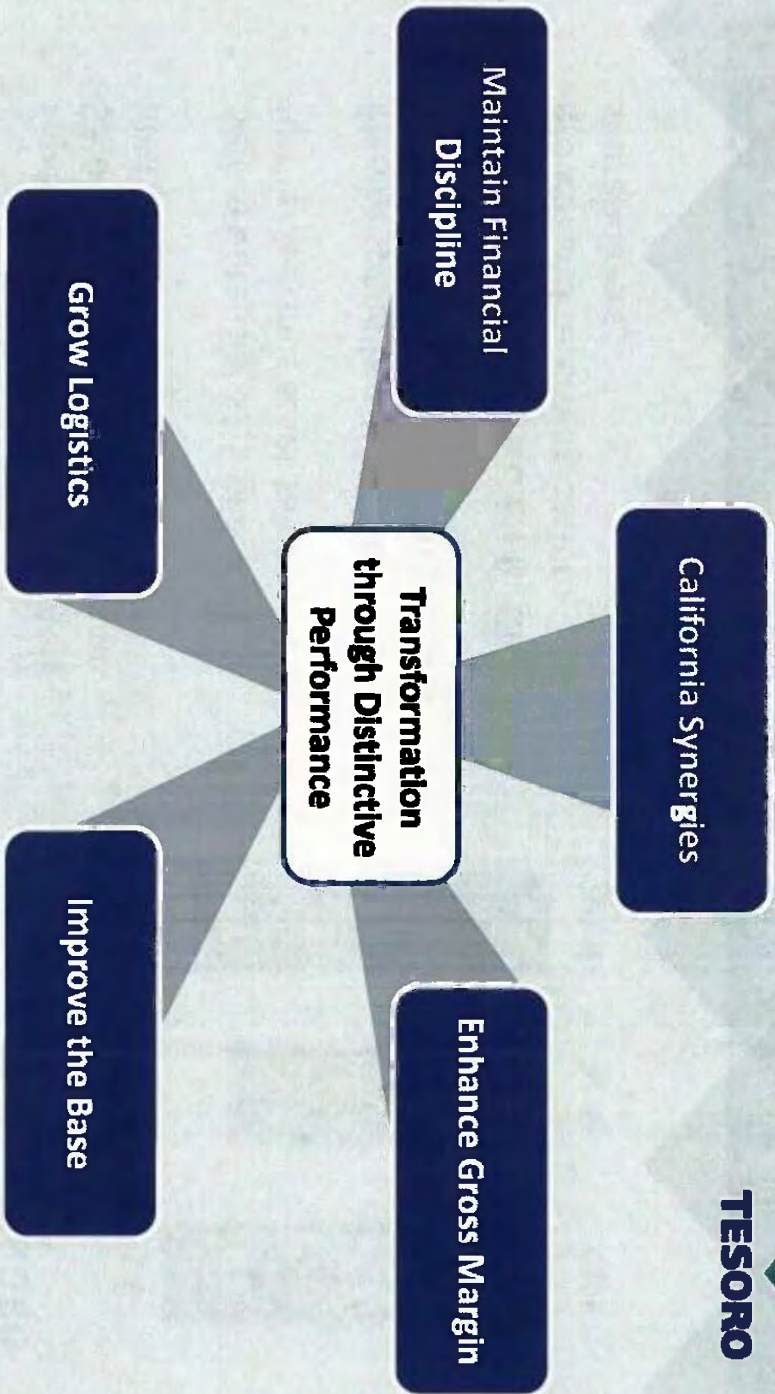 TESORO
California Synergies
Maintain Financial
Discipline
Enhance Gross Margin
Transformation
through Distinctive
Performance
Grow Logistics
Improve the Base